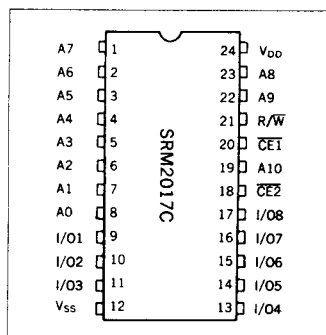 A7 1 24 VDD
A6 2 23 A8
A5 3 22 A9
A4 4 21 R/W̅
A3 5 20 C̅E̅1̅
A2 6 19 A10
A1 7 18 C̅E̅2̅
A0 8 17 I/O8
I/O1 9 16 I/O7
I/O2 10 15 I/O6
I/O3 11 14 I/O5
VSS 12 13 I/O4
SRM2017C